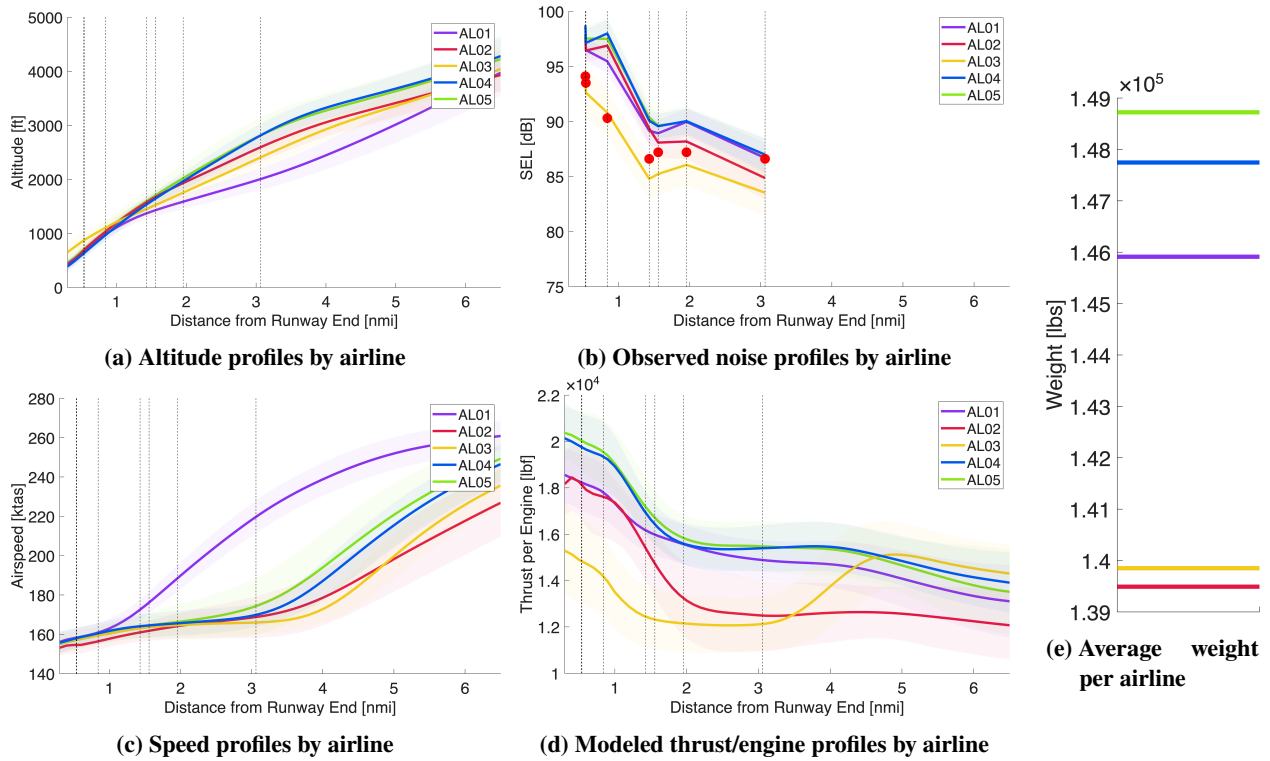 5000
4000
3000
2000
1000
0
Altitude [ft]
1 2 3 4 5 6
Distance from Runway End [nmi]
AL01
AL02
AL03
AL04
AL05
(a) Altitude profiles by airline
100
95
90
85
80
75
SEL [dB]
1 2 3 4 5 6
Distance from Runway End [nmi]
AL01
AL02
AL03
AL04
AL05
(b) Observed noise profiles by airline
280
260
240
220
200
180
160
140
Airspeed [ktas]
1 2 3 4 5 6
Distance from Runway End [nmi]
AL01
AL02
AL03
AL04
AL05
(c) Speed profiles by airline
×10⁴
2.2
2
1.8
1.6
1.4
1.2
1
Thrust per Engine [lbf]
1 2 3 4 5 6
Distance from Runway End [nmi]
AL01
AL02
AL03
AL04
AL05
(d) Modeled thrust/engine profiles by airline
×10⁵
1.49
1.48
1.47
1.46
1.45
1.44
1.43
1.42
1.41
1.4
1.39
Weight [lbs]
(e) Average weight
per airline